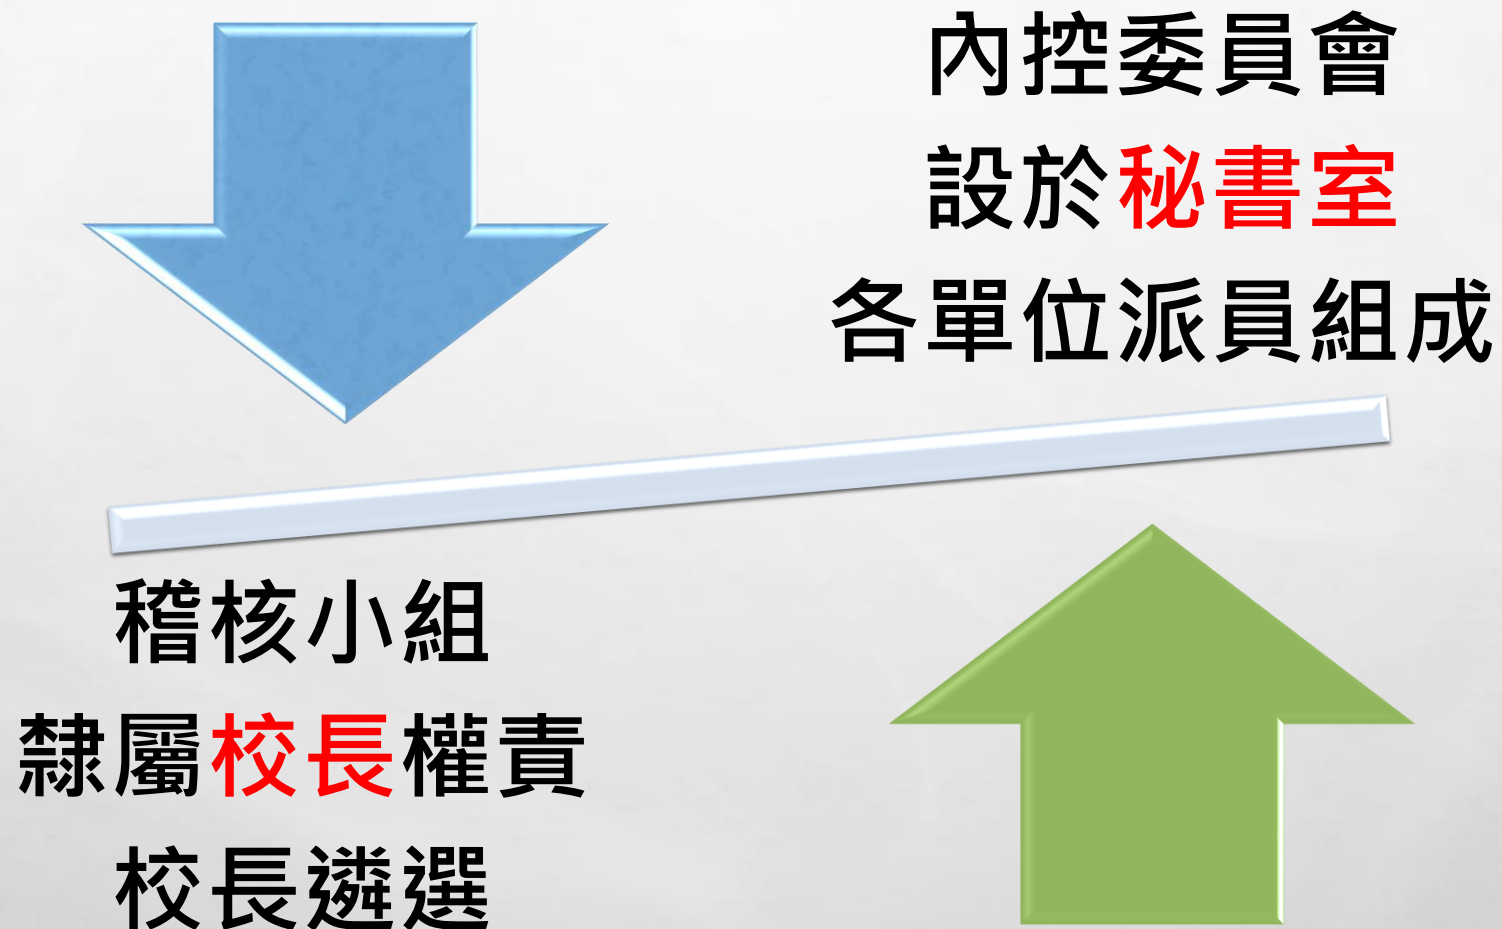 內控委員會
設於秘書室
各單位派員組成
稽核小組
隸屬校長權責
校長遴選